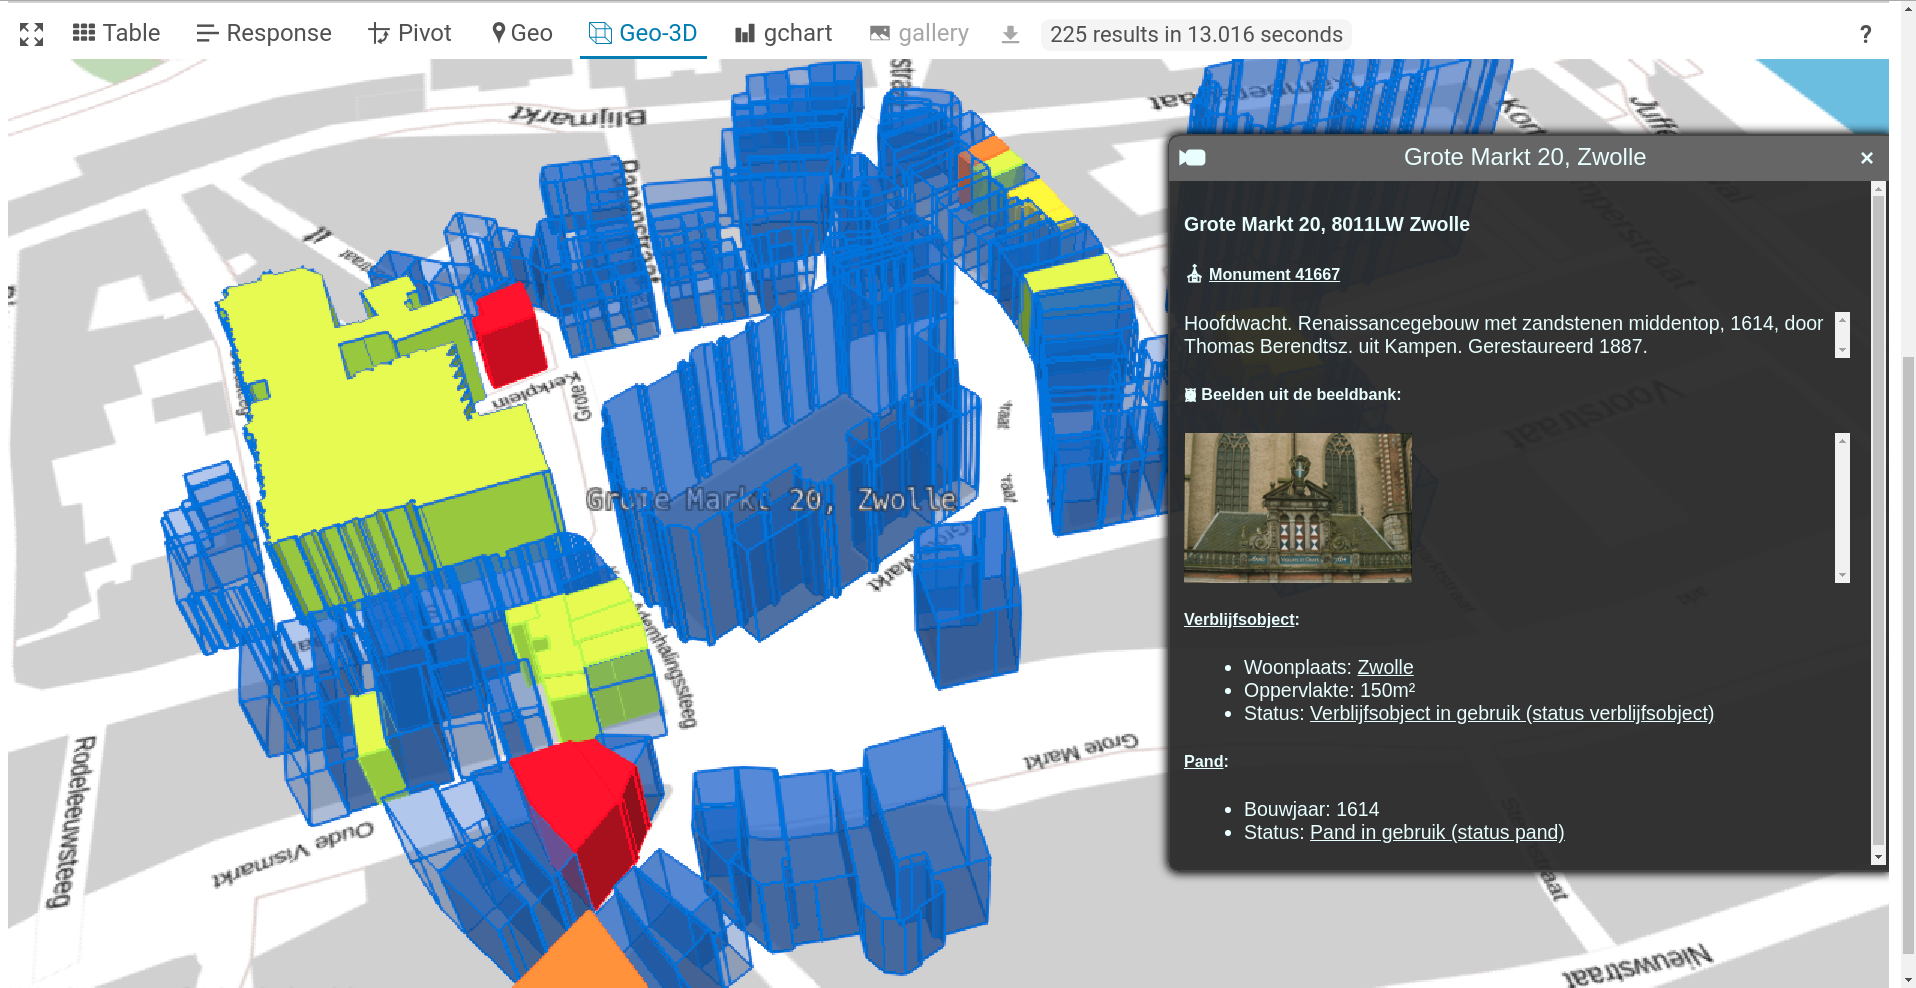 Table
Response
Pivot
Geo
Geo-3D
gchart
gallery
225 results in 13.016 seconds
?
Blijmarkt
Kamperstraat
Kort
Juffe
Papenstraat
Grote Markt 20, Zwolle
×
Grote Markt 20, 8011LW Zwolle
Monument 41667
Hoofdwacht. Renaissancegebouw met zandstenen middentop, 1614, door
Thomas Berendtsz. uit Kampen. Gerestaureerd 1887.
Beelden uit de beeldbank:
Verblijfsobject:
Woonplaats: Zwolle
Oppervlakte: 150m²
Status: Verblijfsobject in gebruik (status verblijfsobject)
Pand:
Bouwjaar: 1614
Status: Pand in gebruik (status pand)
Voorstraat
Grote
Kerkplein
Grote Markt 20, Zwolle
Markt
Ademhalingssteeg
Grote Markt
Rodeleeuwsteeg
Oude Vismarkt
Nieuwstraat